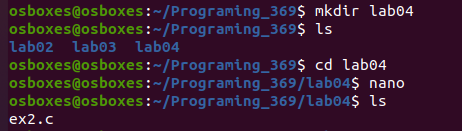 osboxes@osboxes:~/Programing_369$ mkdir lab04
osboxes@osboxes:~/Programing_369$ ls
lab02  lab03  lab04
osboxes@osboxes:~/Programing_369$ cd lab04
osboxes@osboxes:~/Programing_369/lab04$ nano
osboxes@osboxes:~/Programing_369/lab04$ ls
ex2.c